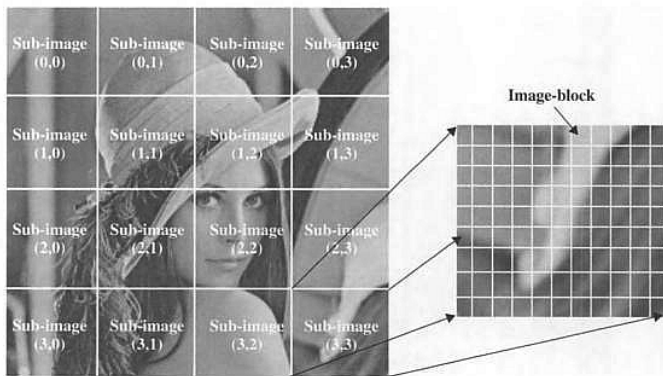 Sub-image Sub-image Sub-image Sub-image
(0,0) (0,1) (0,2) (0,3)
Image-block
Sub-image Sub-image Sub-image Sub-image
(1,0) (1,1) (1,2) (1,3)
Sub-image Sub-image Sub-image Sub-image
(2,0) (2,1) (2,2) (2,3)
Sub-image Sub-image Sub-image Sub-image
(3,0) (3,1) (3,2) (3,3)